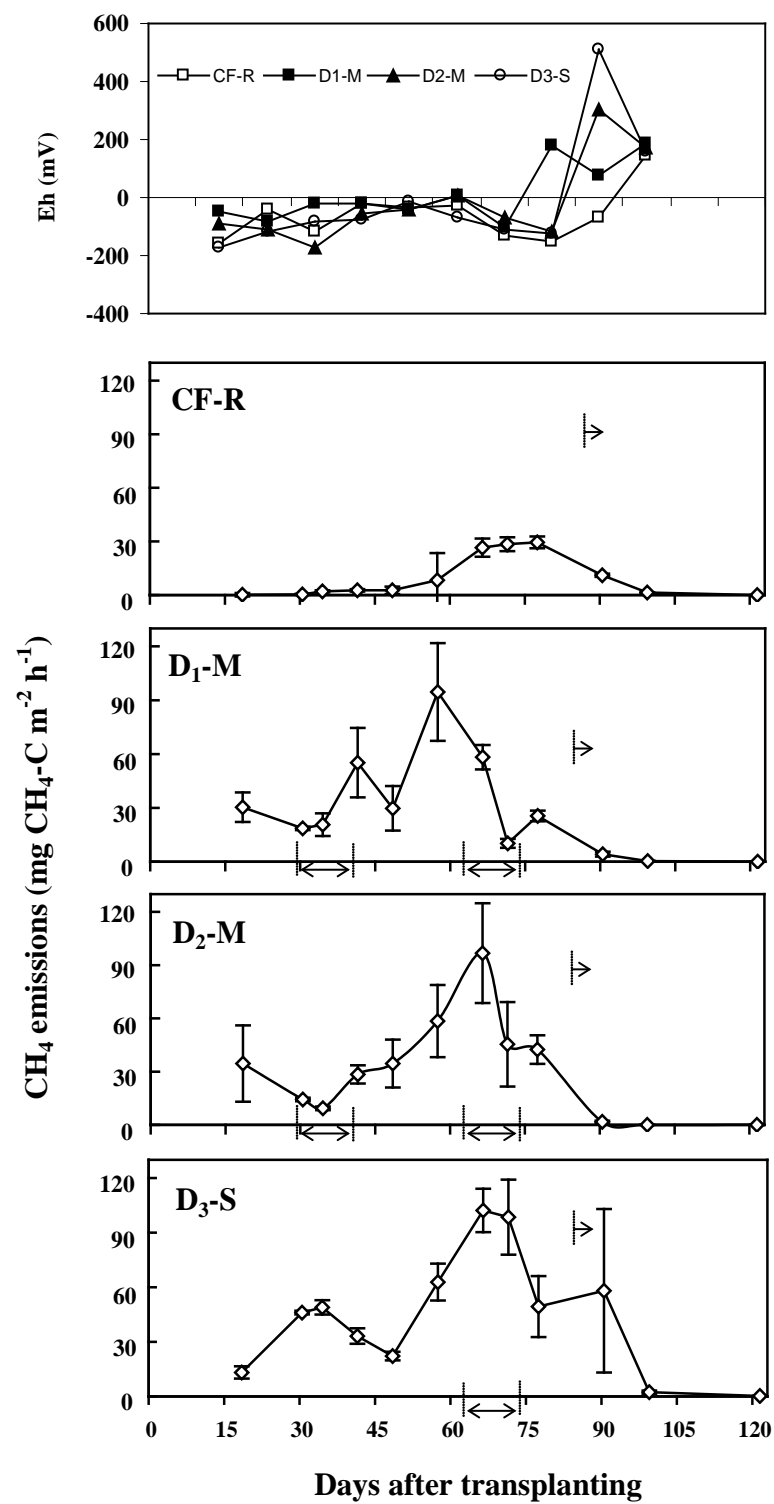 600
400
CF-R D1-M D2-M D3-S
200
0
-200
-400
Eh (mV)
120
CF-R
90
60
30
0
120
D₁-M
90
60
30
0
CH₄ emissions (mg CH₄-C m⁻² h⁻¹)
120
D₂-M
90
60
30
0
120
D₃-S
90
60
30
0
0 15 30 45 60 75 90 105 120
Days after transplanting